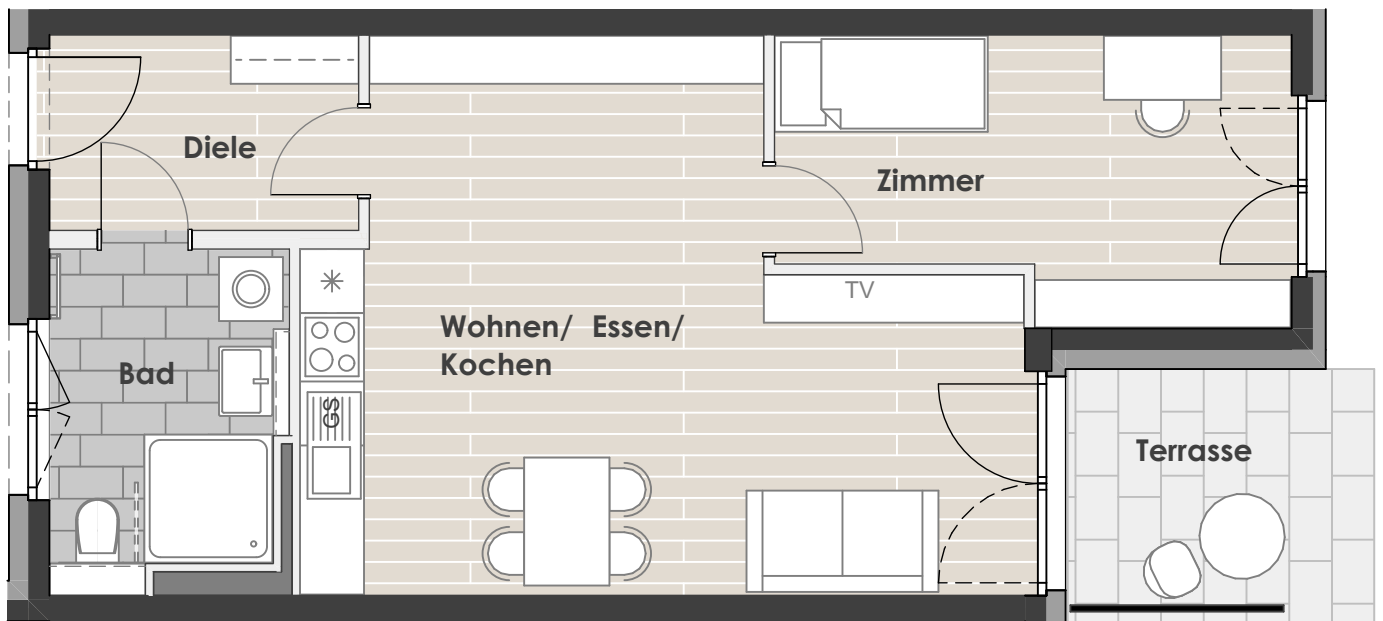 Diele
Zimmer
TV
Wohnen/ Essen/
Kochen
Bad
GS
Terrasse